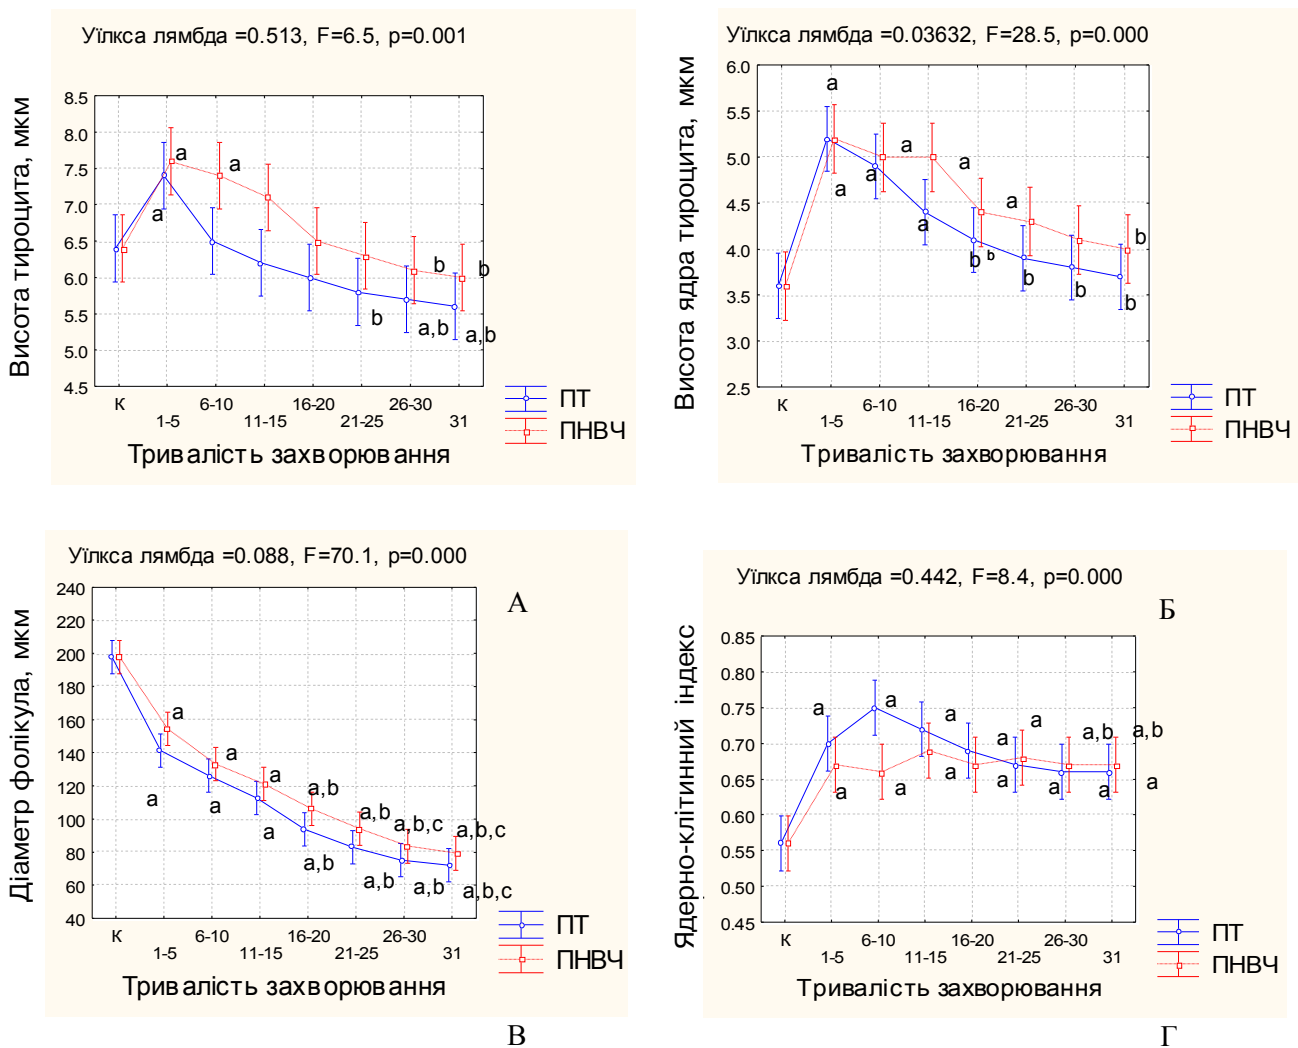 Уїлкса лямбда =0.513, F=6.5, p=0.001
Висота тироцита, мкм
8.5
8.0
7.5
7.0
6.5
6.0
5.5
5.0
4.5
a
a
a
b
b
b
a,b
a,b
К
6-10
16-20
26-30
1-5
11-15
21-25
31
Тривалість захворювання
ПТ
ПНВЧ
Уїлкса лямбда =0.03632, F=28.5, p=0.000
Висота ядра тироцита, мкм
6.0
5.5
5.0
4.5
4.0
3.5
3.0
2.5
a
a
a
a
a
a
a
b
b
b
b
b
b
К
6-10
16-20
26-30
1-5
11-15
21-25
31
Тривалість захворювання
ПТ
ПНВЧ
Уїлкса лямбда =0.088, F=70.1, p=0.000
А
Діаметр фолікула, мкм
240
220
200
180
160
140
120
100
80
60
40
a
a
a
a,b
a,b
a,b,c
a,b,c
a
a
a
a,b
a,b
a,b
a,b,c
К
6-10
16-20
26-30
1-5
11-15
21-25
31
Тривалість захворювання
ПТ
ПНВЧ
В
Уїлкса лямбда =0.442, F=8.4, p=0.000
Б
Ядерно-клітинний індекс
0.85
0.80
0.75
0.70
0.65
0.60
0.55
0.50
0.45
a
a
a
a
a,b
a,b
a
a
a
a
a
a
a
К
6-10
16-20
26-30
1-5
11-15
21-25
31
Тривалість захворювання
ПТ
ПНВЧ
Г